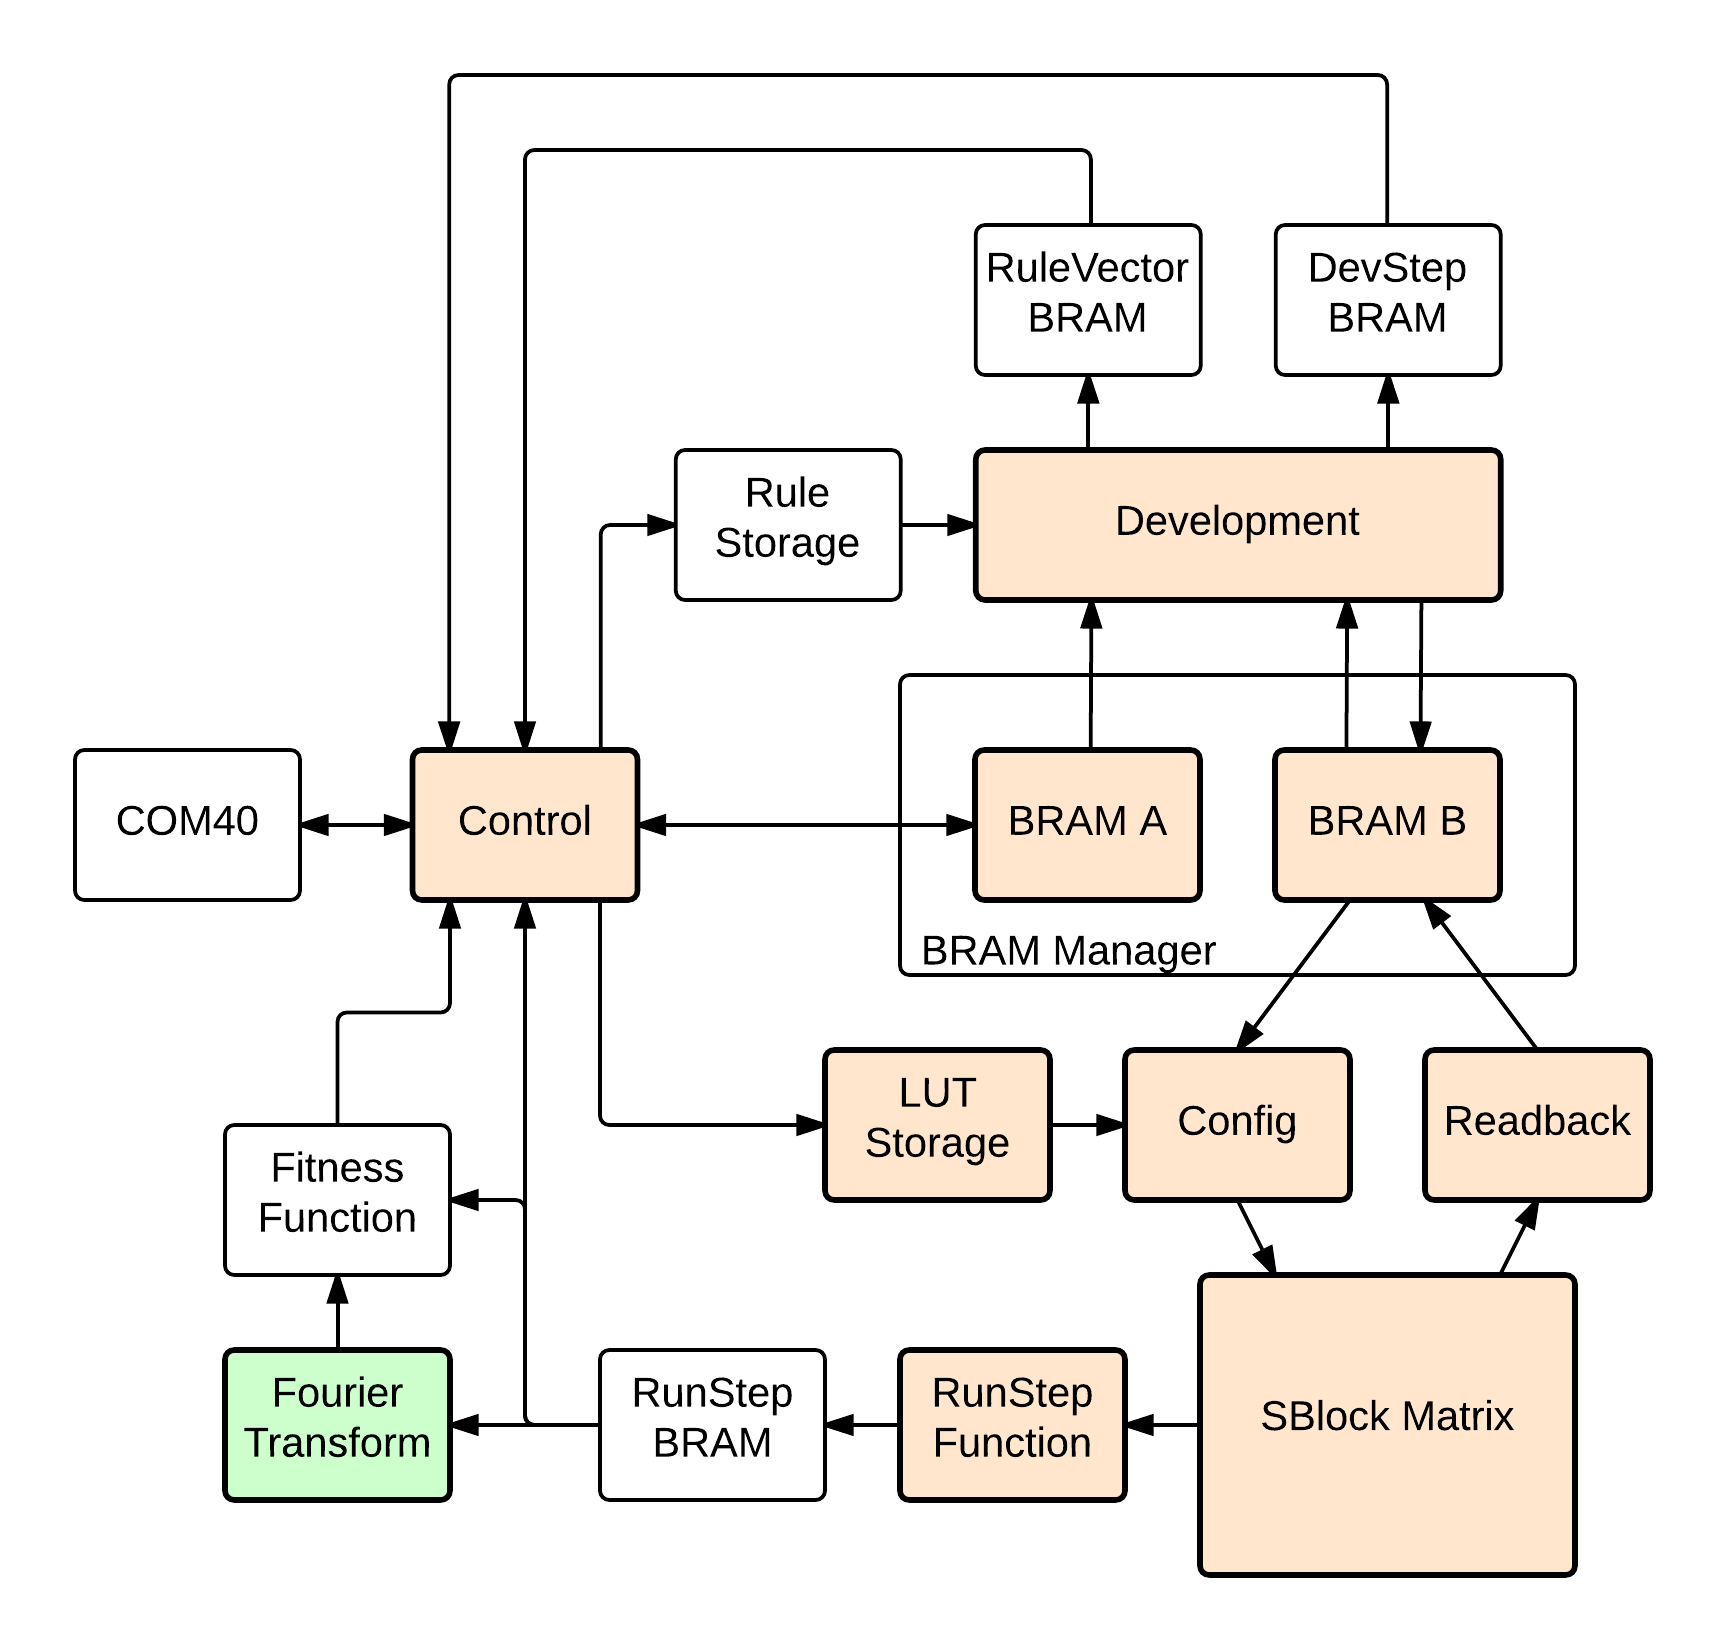 RuleVector
BRAM
DevStep
BRAM
Rule
Storage
Development
COM40
Control
BRAM A
BRAM B
BRAM Manager
LUT
Storage
Config
Readback
Fitness
Function
Fourier
Transform
RunStep
BRAM
RunStep
Function
SBlock Matrix